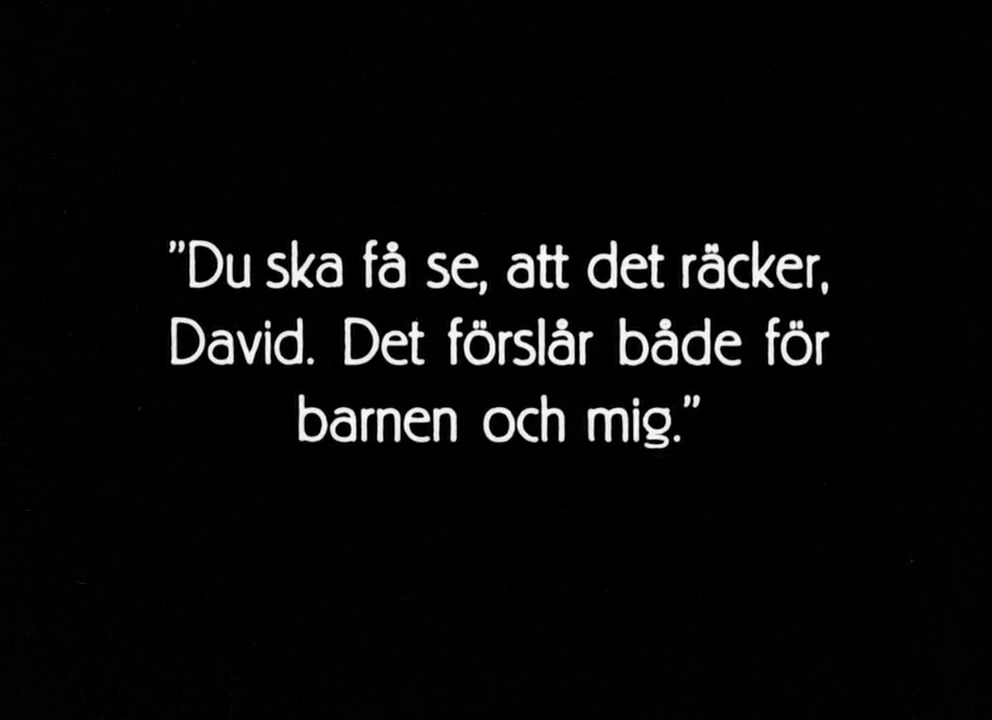 "Du ska få se, att det räcker,
David. Det förslår både för
barnen och mig."